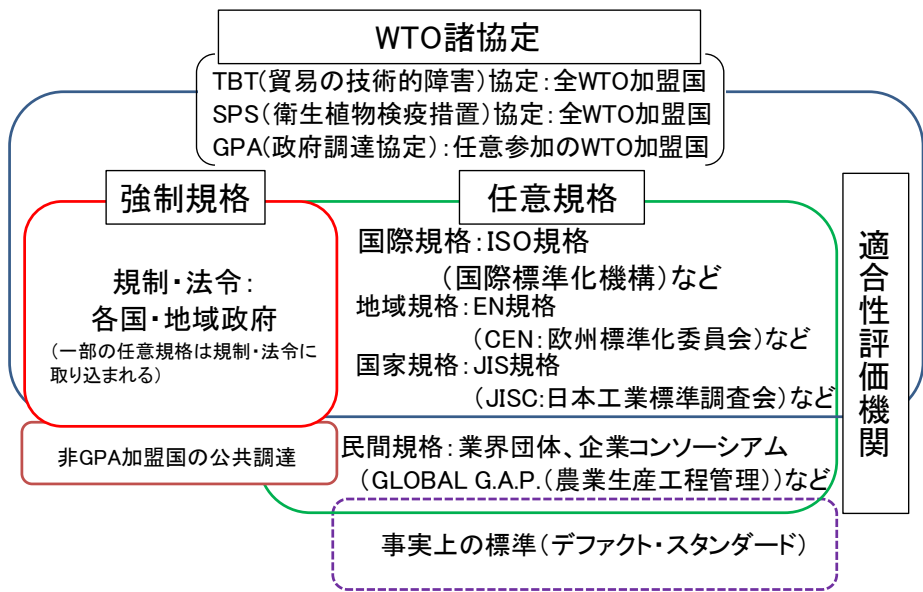 WTO諸協定
TBT(貿易の技術的障害)協定：全WTO加盟国
SPS(衛生植物検疫措置)協定：全WTO加盟国
GPA(政府調達協定)：任意参加のWTO加盟国
強制規格
規制・法令：
各国・地域政府
(一部の任意規格は規制・法令に
取り込まれる)
任意規格
国際規格：ISO規格
(国際標準化機構)など
地域規格：EN規格
(CEN：欧州標準化委員会)など
国家規格：JIS規格
(JISC:日本工業標準調査会)など
適合性評価機関
非GPA加盟国の公共調達
民間規格：業界団体、企業コンソーシアム
(GLOBAL G.A.P.(農業生産工程管理))など
事実上の標準(デファクト・スタンダード)